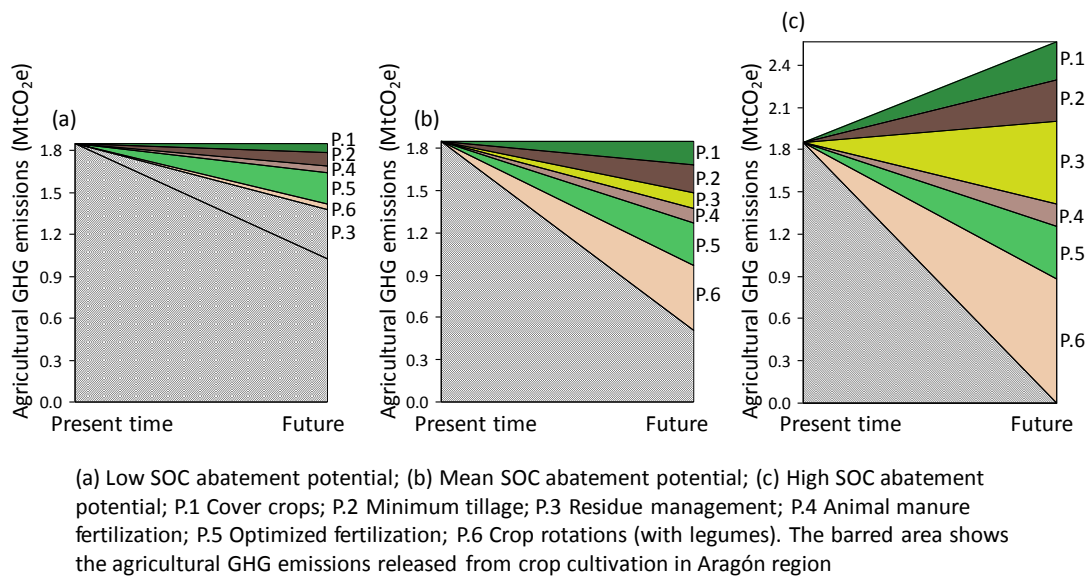 (a)
Agricultural GHG emissions (MtCO2e)
1.8
1.5
1.2
0.9
0.6
0.3
0.0
P.1
P.2
P.4
P.5
P.6
P.3
Present time Future
(b)
Agricultural GHG emissions (MtCO2e)
1.8
1.5
1.2
0.9
0.6
0.3
0.0
P.1
P.2
P.3
P.4
P.5
P.6
Present time Future
(c)
Agricultural GHG emissions (MtCO2e)
2.4
2.1
1.8
1.5
1.2
0.9
0.6
0.3
0.0
P.1
P.2
P.3
P.4
P.5
P.6
Present time Future
(a) Low SOC abatement potential; (b) Mean SOC abatement potential; (c) High SOC abatement
potential; P.1 Cover crops; P.2 Minimum tillage; P.3 Residue management; P.4 Animal manure
fertilization; P.5 Optimized fertilization; P.6 Crop rotations (with legumes). The barred area shows
the agricultural GHG emissions released from crop cultivation in Aragón region